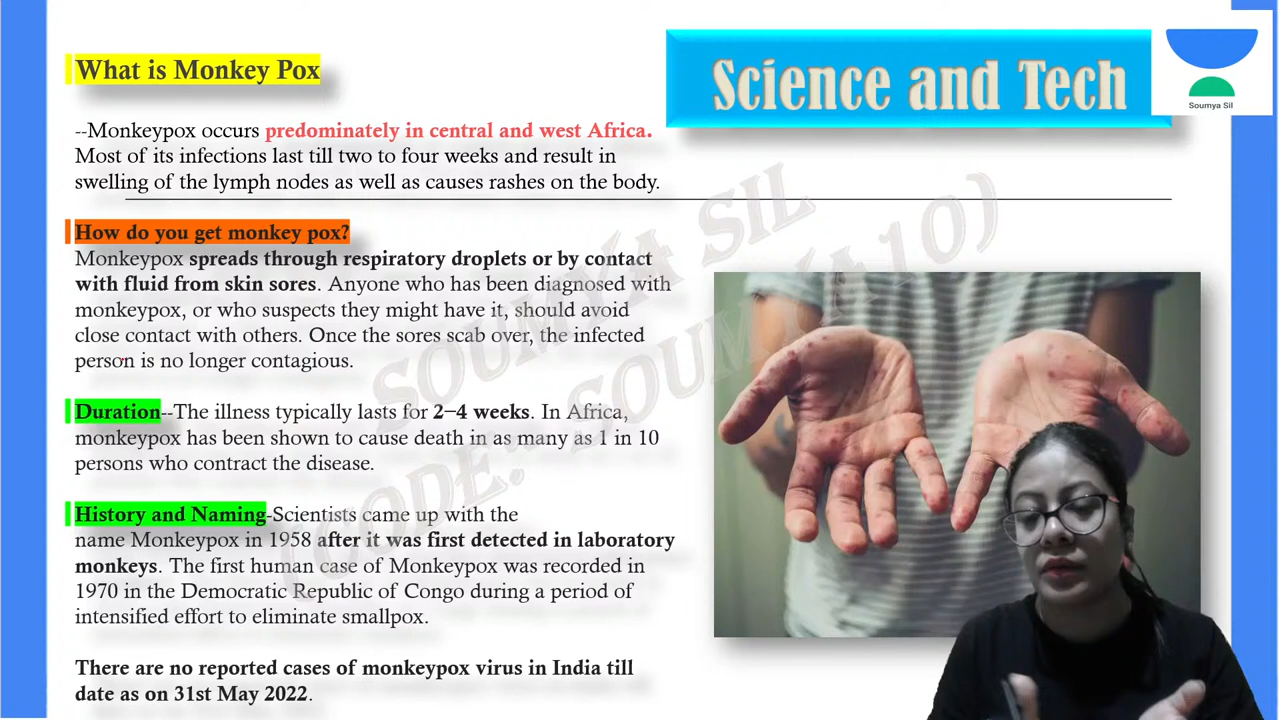 What is Monkey Pox
Science and Tech
Soumya Sil
--Monkeypox occurs predominately in central and west Africa.
Most of its infections last till two to four weeks and result in
swelling of the lymph nodes as well as causes rashes on the body.
How do you get monkey pox?
Monkeypox spreads through respiratory droplets or by contact
with fluid from skin sores. Anyone who has been diagnosed with
monkeypox, or who suspects they might have it, should avoid
close contact with others. Once the sores scab over, the infected
person is no longer contagious.
Duration--The illness typically lasts for 2–4 weeks. In Africa,
monkeypox has been shown to cause death in as many as 1 in 10
persons who contract the disease.
History and Naming-Scientists came up with the
name Monkeypox in 1958 after it was first detected in laboratory
monkeys. The first human case of Monkeypox was recorded in
1970 in the Democratic Republic of Congo during a period of
intensified effort to eliminate smallpox.
There are no reported cases of monkeypox virus in India till
date as on 31st May 2022.
SOUMYA SIL
(CODE:- SOUMYA10)